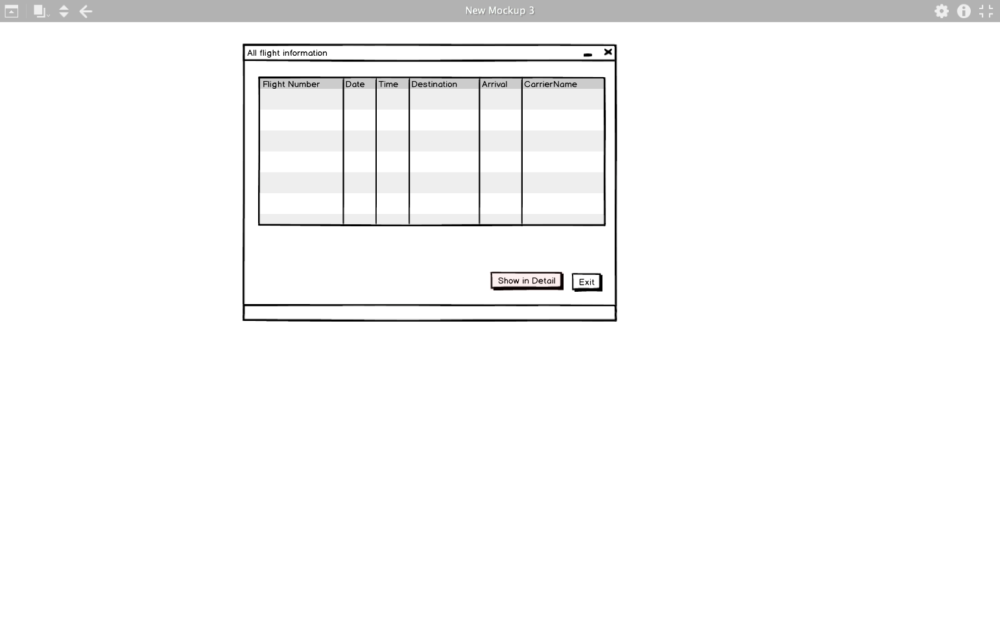 New Mockup 3
All flight information
Flight Number Date Time Destination Arrival CarrierName
Show in Detail Exit